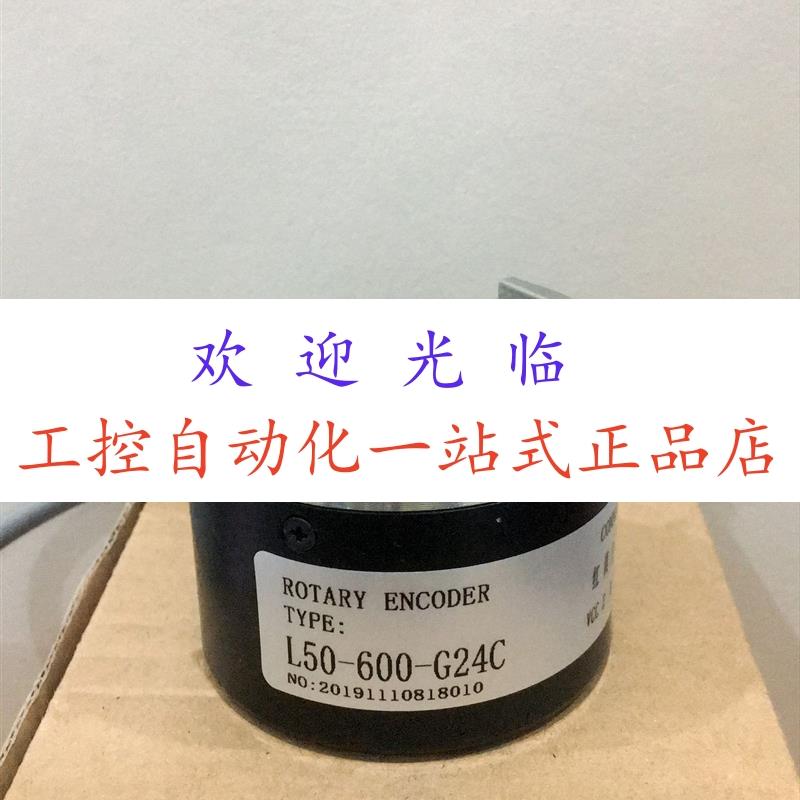 欢迎光临
工控自动化一站式正品店
ROTARY ENCODER
TYPE:
L50-600-G24C
NO:20191110818010
VCC